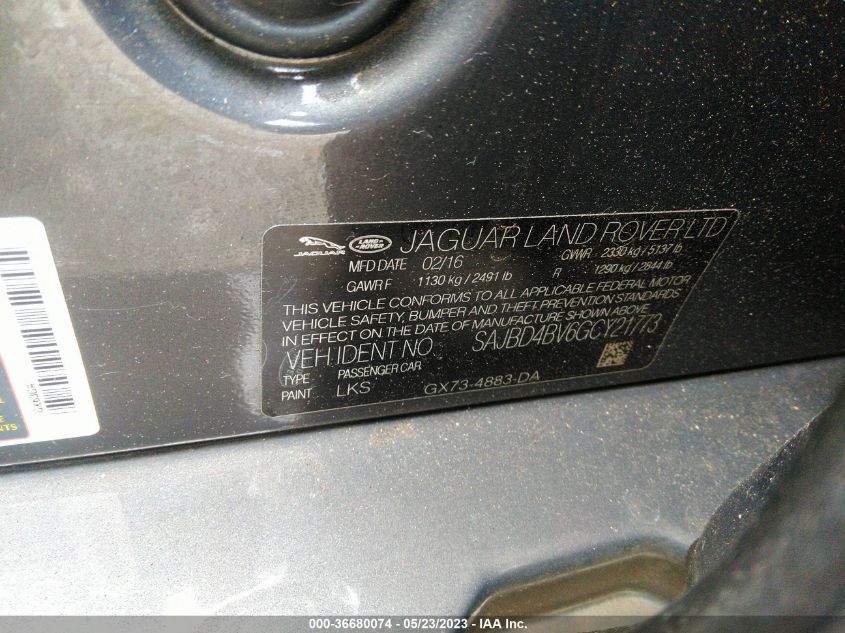 JAGUAR LAND ROVER JAGUAR LAND ROVER LTD
MFD DATE 02/16 GVWR 2330 kg / 5137 lb
GAWR F 1130 kg / 2491 lb R 1290 kg / 2844 lb
THIS VEHICLE CONFORMS TO ALL APPLICABLE FEDERAL MOTOR
VEHICLE SAFETY, BUMPER AND THEFT PREVENTION STANDARDS
IN EFFECT ON THE DATE OF MANUFACTURE SHOWN ABOVE
VEH IDENT NO. SAJBD4BV6GCY21773
TYPE PASSENGER CAR
PAINT LKS GX73-4883-DA
000-36680074 - 05/23/2023 - IAA Inc.